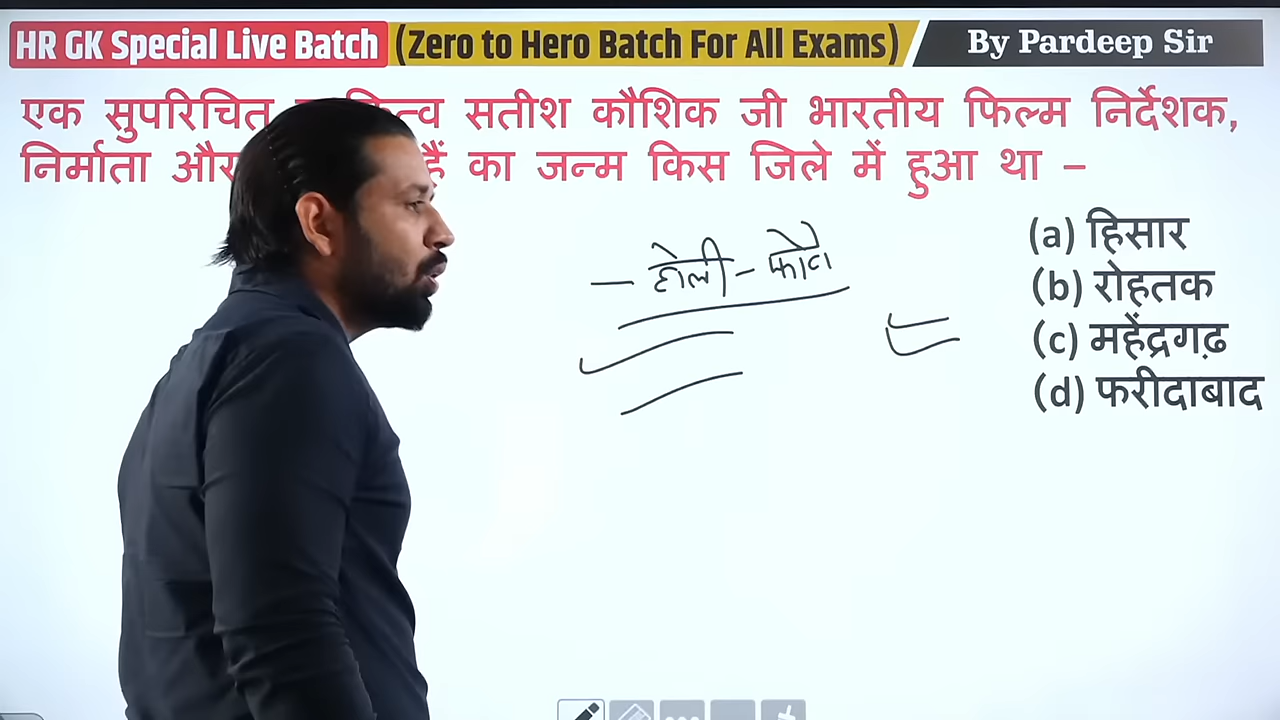 HR GK Special Live Batch (Zero to Hero Batch For All Exams) By Pardeep Sir
एक सुपरिचित सतीश कौशिक जी भारतीय फिल्म निर्देशक,
निर्माता और हैं का जन्म किस जिले में हुआ था –
(a) हिसार
– होली –
(b) रोहतक
(c) महेंद्रगढ़
(d) फरीदाबाद